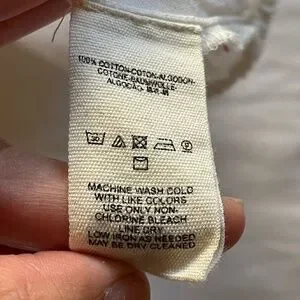 100% COTTON-COTON-ALGODON-
COTONE-BAUMWOLLE-
ALGODÃO-
MACHINE WASH COLD
WITH LIKE COLORS
USE ONLY NON-
CHLORINE BLEACH
LINE DRY
LOW IRON AS NEEDED
MAY BE DRY CLEANED